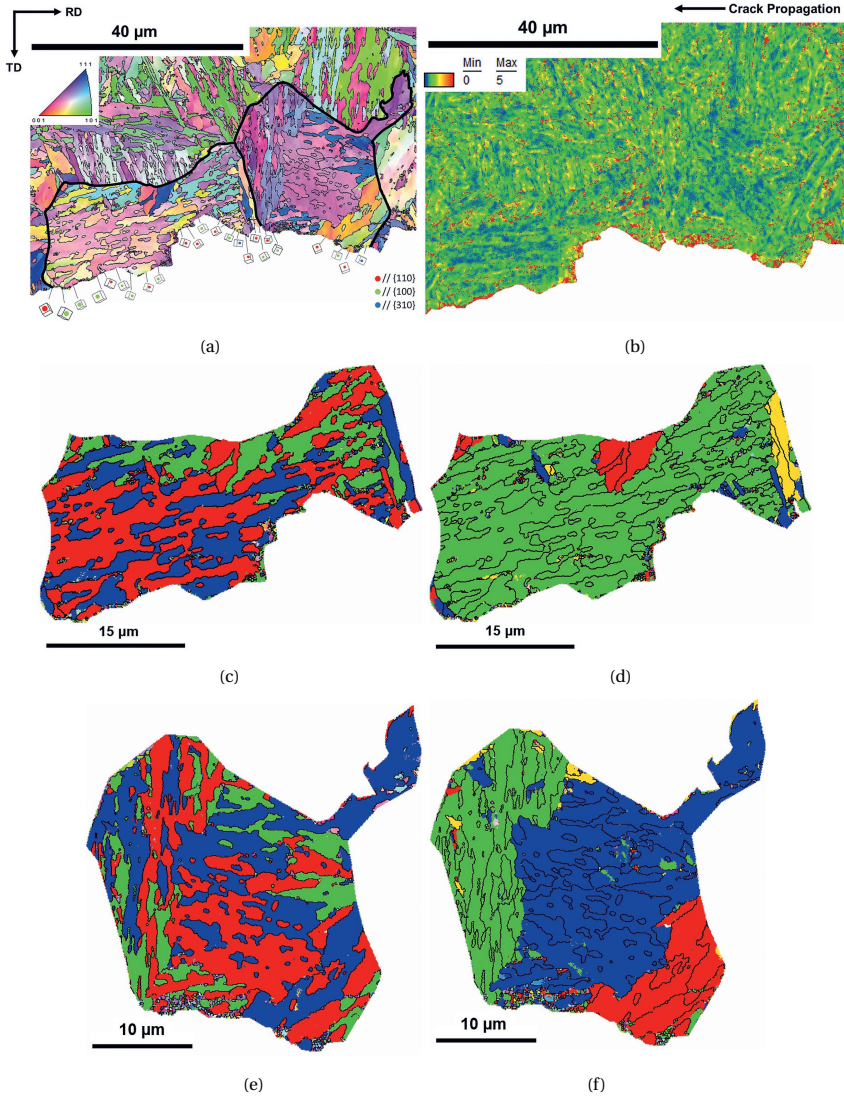 RD
TD
40 µm
111
001 101
// {110}
// {100}
// {310}
(a)
Crack Propagation
40 µm
Min Max
0 5
(b)
15 µm
(c)
15 µm
(d)
10 µm
(e)
10 µm
(f)